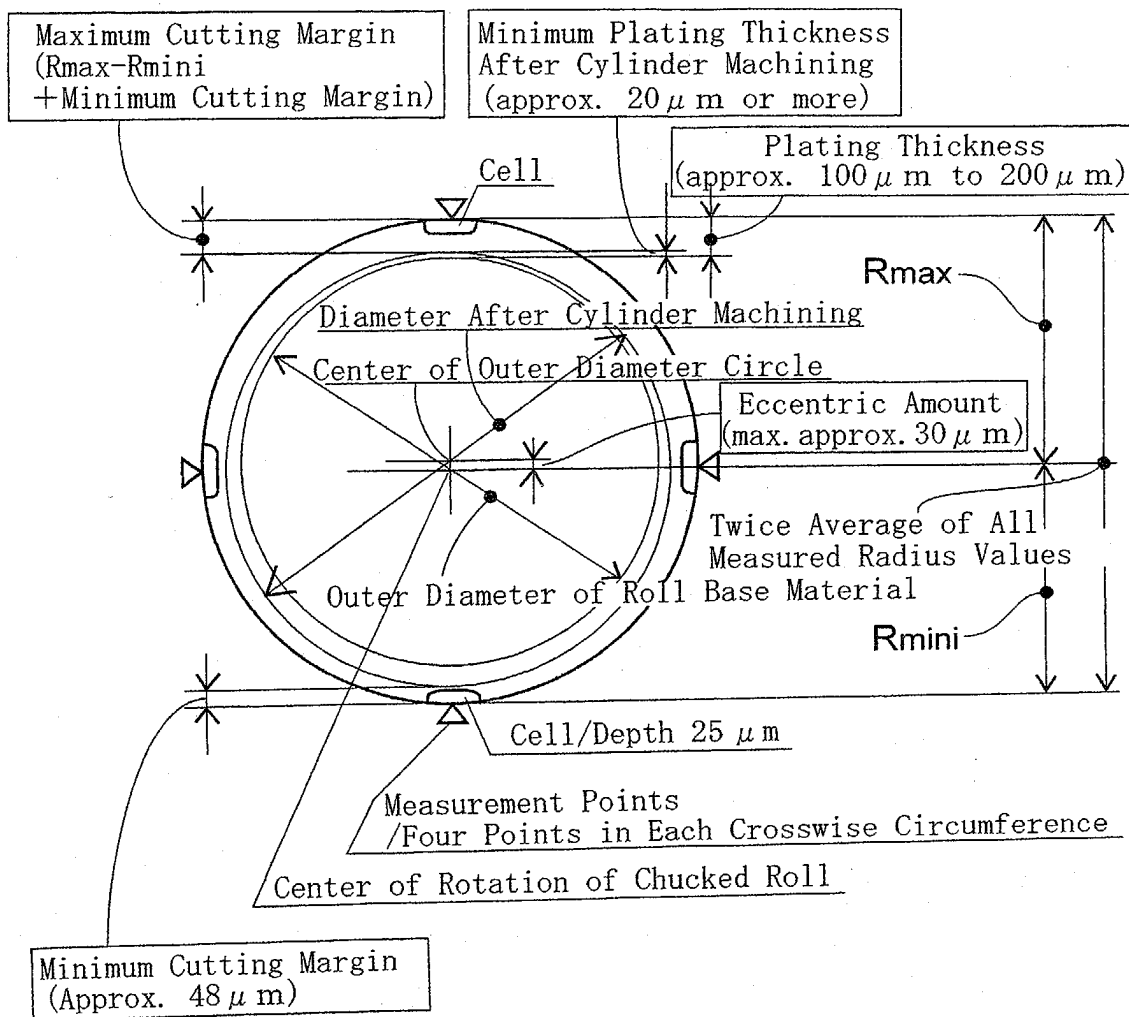 Maximum Cutting Margin
(Rmax-Rmini
+Minimum Cutting Margin)
Minimum Plating Thickness
After Cylinder Machining
(approx. 20μm or more)
Plating Thickness
(approx. 100μm to 200μm)
Cell
Rmax
Diameter After Cylinder Machining
Center of Outer Diameter Circle
Eccentric Amount
(max. approx. 30μm)
Twice Average of All
Measured Radius Values
Outer Diameter of Roll Base Material
Rmini
Cell/Depth 25 μm
Measurement Points
/Four Points in Each Crosswise Circumference
Center of Rotation of Chucked Roll
Minimum Cutting Margin
(Approx. 48μm)